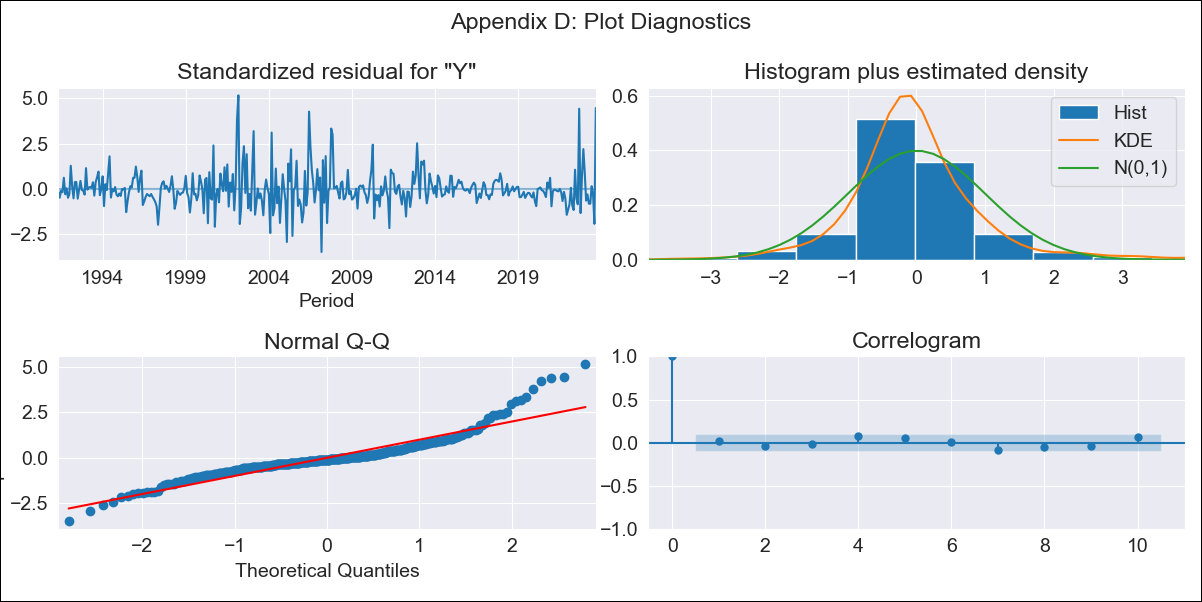 Appendix D: Plot Diagnostics
Standardized residual for "Y"
5.0
2.5
0.0
−2.5
1994 1999 2004 2009 2014 2019
Period
Histogram plus estimated density
0.6
0.4
0.2
0.0
Hist
KDE
N(0,1)
−3 −2 −1 0 1 2 3
Normal Q-Q
5.0
2.5
0.0
−2.5
−2 −1 0 1 2
Theoretical Quantiles
Correlogram
1.0
0.5
0.0
−0.5
−1.0
0 2 4 6 8 10